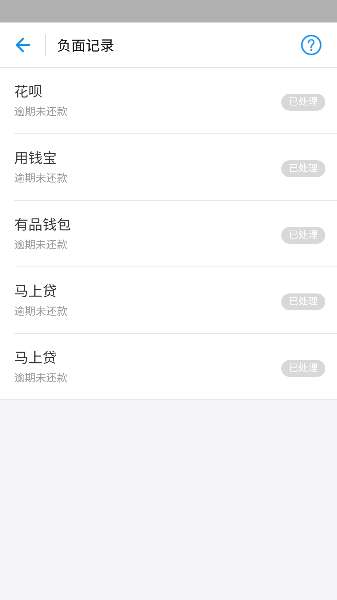 负面记录
花呗
逾期未还款
已处理
用钱宝
逾期未还款
已处理
有品钱包
逾期未还款
已处理
马上贷
逾期未还款
已处理
马上贷
逾期未还款
已处理